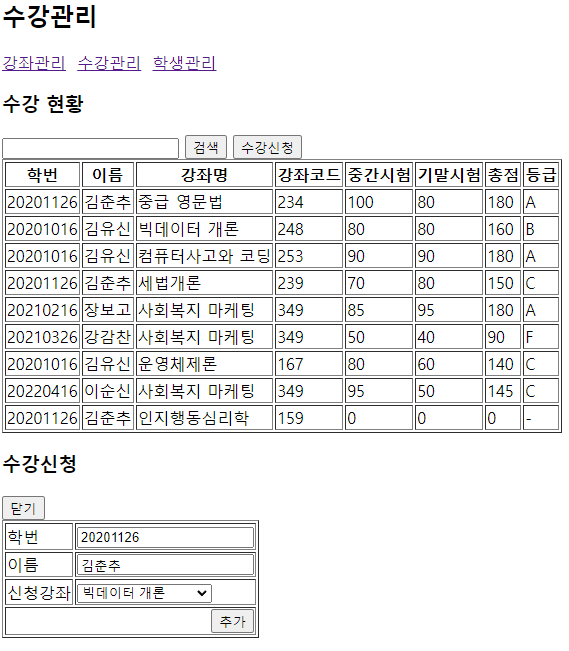 수강관리
강좌관리 수강관리 학생관리
수강 현황
검색 수강신청
학번 이름 강좌명 강좌코드 중간시험 기말시험 총점 등급
20201126 김춘추 중급 영문법 234 100 80 180 A
20201016 김유신 빅데이터 개론 248 80 80 160 B
20201016 김유신 컴퓨터사고와 코딩 253 90 90 180 A
20201126 김춘추 세법개론 239 70 80 150 C
20210216 장보고 사회복지 마케팅 349 85 95 180 A
20210326 강감찬 사회복지 마케팅 349 50 40 90 F
20201016 김유신 운영체제론 167 80 60 140 C
20220416 이순신 사회복지 마케팅 349 95 50 145 C
20201126 김춘추 인지행동심리학 159 0 0 0 -
수강신청
닫기
학번 20201126
이름 김춘추
신청강좌 빅데이터 개론
추가